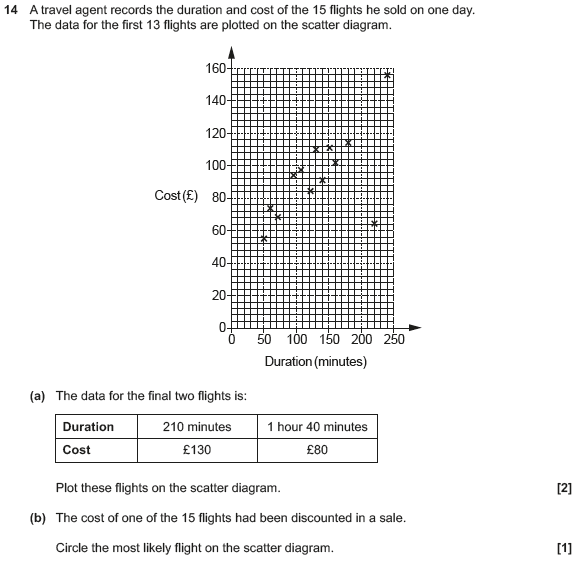 14 A travel agent records the duration and cost of the 15 flights he sold on one day.
The data for the first 13 flights are plotted on the scatter diagram.
160
140
120
100
Cost (£) 80
60
40
20
0
0 50 100 150 200 250
Duration (minutes)
(a) The data for the final two flights is:
Duration 210 minutes 1 hour 40 minutes
Cost £130 £80
Plot these flights on the scatter diagram. [2]
(b) The cost of one of the 15 flights had been discounted in a sale.
Circle the most likely flight on the scatter diagram. [1]